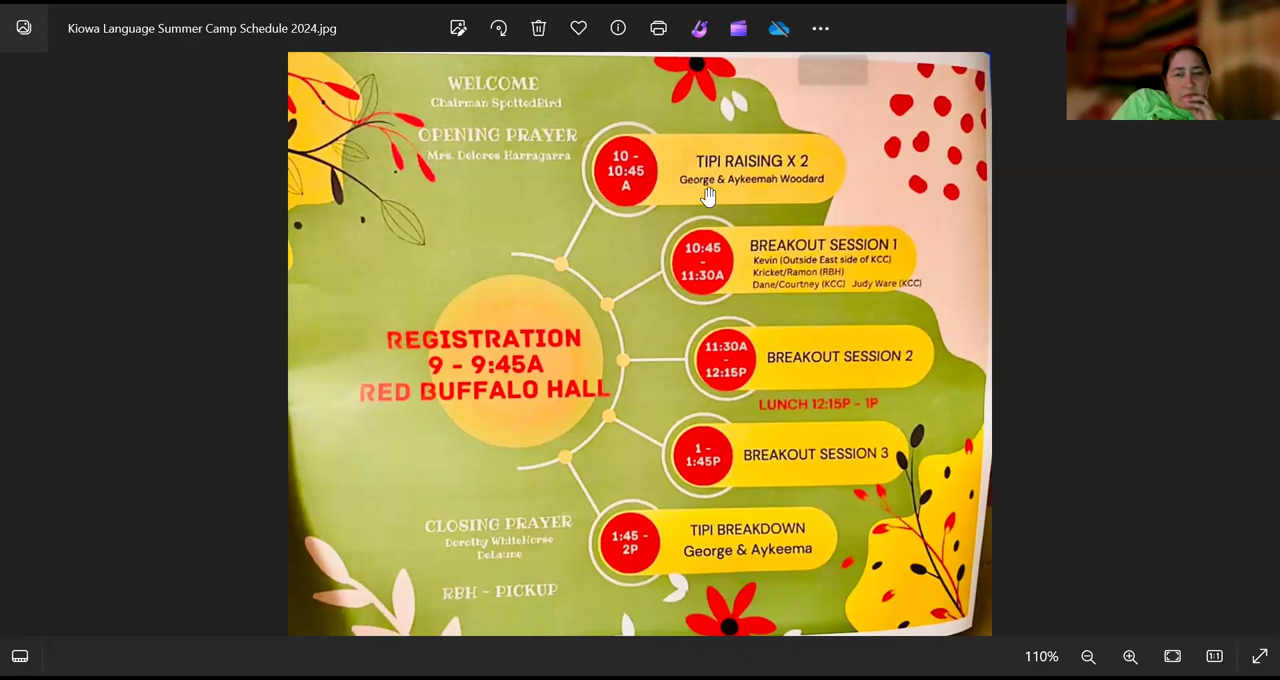 Kiowa Language Summer Camp Schedule 2024.jpg
WELCOME
Chairman SpottedBird
OPENING PRAYER
Mrs. Delores Harragarra
10 -
10:45
A
TIPI RAISING X 2
George & Aykeemah Woodard
10:45
-
11:30A
BREAKOUT SESSION 1
Kevin (Outside East side of KCC)
Kricket/Ramon (RBH)
Dane/Courtney (KCC) Judy Ware (KCC)
REGISTRATION
9 - 9:45A
RED BUFFALO HALL
11:30A
-
12:15P
BREAKOUT SESSION 2
LUNCH 12:15P - 1P
1 -
1:45P
BREAKOUT SESSION 3
1:45 -
2P
TIPI BREAKDOWN
George & Aykeema
CLOSING PRAYER
Dorothy WhiteHorse
DeLaune
RBH - PICKUP
110%
1:1